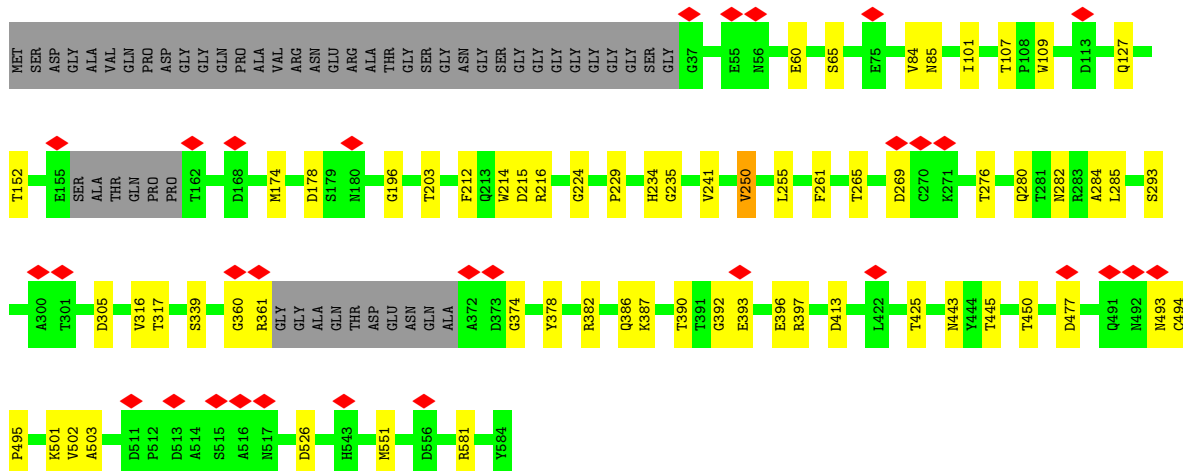 MET SER ASP GLY ALA VAL GLN PRO ASP GLY GLY GLN PRO ALA VAL ARG ASN GLU ARG ALA THR GLY SER GLY ASN GLY SER GLY GLY GLY GLY GLY GLY GLY SER GLY G37 E55 N56 E60 S65 E75 V84 N85 I101 T107 P108 W109 D113 Q127
T152 E155 SER ALA THR GLN PRO PRO T162 D168 M174 D178 S179 N180 G196 T203 F212 Q213 W214 D215 R216 G224 P229 H234 G235 V241 V250 L255 F261 T265 D269 C270 K271 T276 Q280 T281 N282 R283 A284 L285 S293
A300 T301 D305 V316 T317 S339 G360 R361 GLY GLY ALA GLN THR ASP GLU ASN GLN ALA A372 D373 G374 Y378 R382 Q386 K387 T390 T391 G392 E393 E396 R397 D413 L422 T425 N443 Y444 T445 T450 D477 Q491 N492 N493 C494
P495 K501 V502 A503 D511 P512 D513 A514 S515 A516 N517 D526 H543 M551 D556 R581 Y584